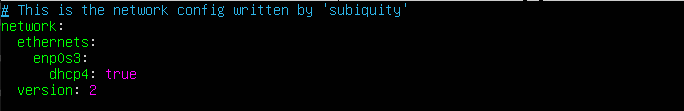 # This is the network config written by 'subiquity'
network:
  ethernets:
    enp0s3:
      dhcp4: true
  version: 2